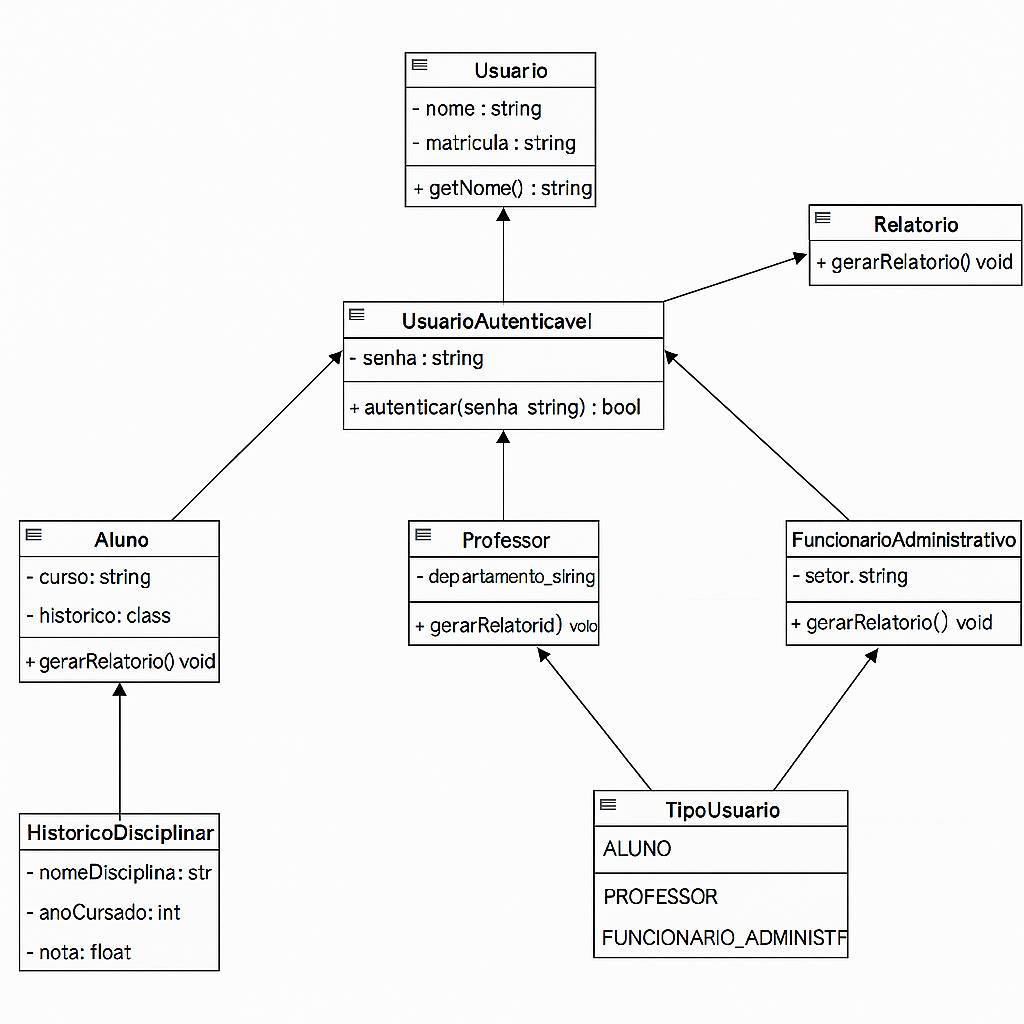 Usuario
- nome : string
- matricula : string
+ getNome() : string
Relatorio
+ gerarRelatorio() void
UsuarioAutenticavel
- senha : string
+ autenticar(senha string) : bool
Aluno
- curso: string
- historico: class
+ gerarRelatorio() void
Professor
- departamento_slring
+ gerarRelatorid) volo
FuncionarioAdministrativo
- setor. string
+ gerarRelatorio() void
HistoricoDisciplinar
- nomeDisciplina: str
- anoCursado: int
- nota: float
TipoUsuario
ALUNO
PROFESSOR
FUNCIONARIO_ADMINISTF